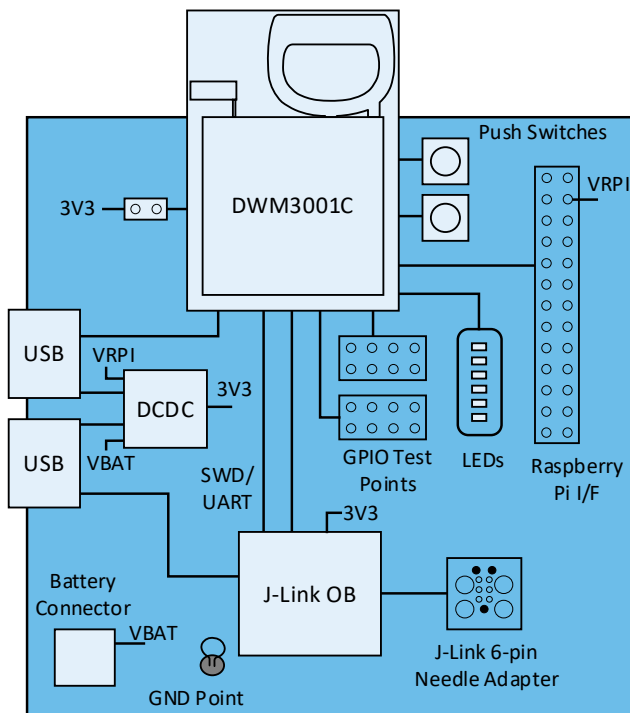 Push Switches
DWM3001C
VRPI
3V3
USB
VRPI
DCDC
3V3
USB
VBAT
SWD/
UART
GPIO Test
Points
LEDs
Raspberry
Pi I/F
3V3
J-Link OB
Battery
Connector
VBAT
GND Point
J-Link 6-pin
Needle Adapter